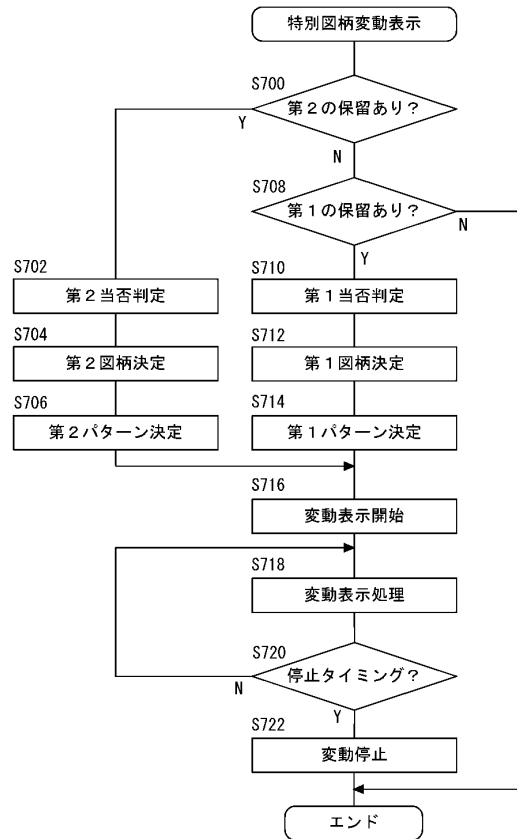 特別図柄変動表示
S700
第２の保留あり？
Y
N
S708
第１の保留あり？
N
Y
S702
第２当否判定
S710
第１当否判定
S704
第２図柄決定
S712
第１図柄決定
S706
第２パターン決定
S714
第１パターン決定
S716
変動表示開始
S718
変動表示処理
S720
停止タイミング？
N
Y
S722
変動停止
エンド